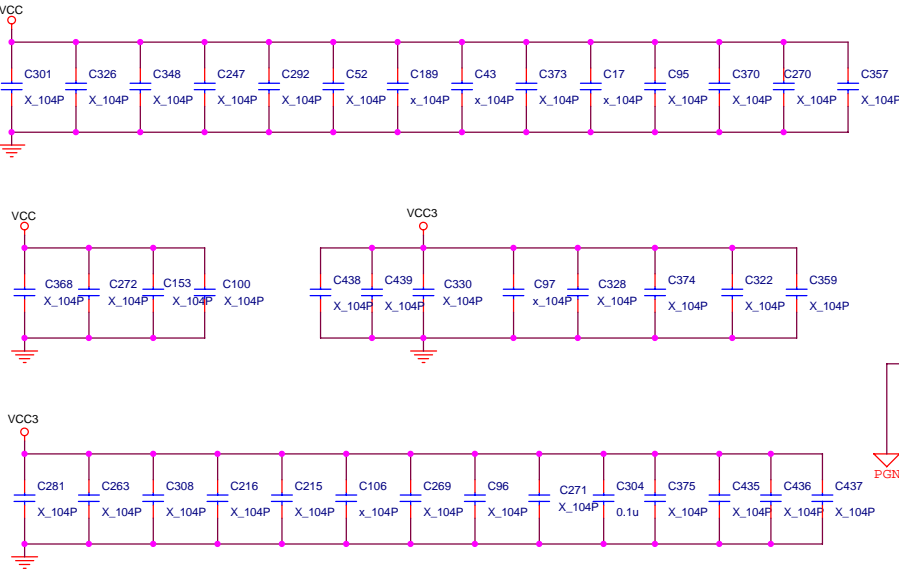 VCC
C301 C326 C348 C247 C292 C52 C189 C43 C373 C17 C95 C370 C270 C357
X_104P X_104P X_104P X_104P X_104P X_104P x_104P x_104P X_104P x_104P X_104P X_104P X_104P X_104P
VCC VCC3
C368 C272 C153 C100 C438 C439 C330 C97 C328 C374 C322 C359
X_104P X_104P X_104P X_104P X_104P X_104P X_104P x_104P X_104P X_104P X_104P X_104P
VCC3
C281 C263 C308 C216 C215 C106 C269 C96 C271 C304 C375 C435 C436 C437
X_104P X_104P X_104P X_104P X_104P x_104P X_104P X_104P X_104P 0.1u X_104P X_104P X_104P X_104P
PGN